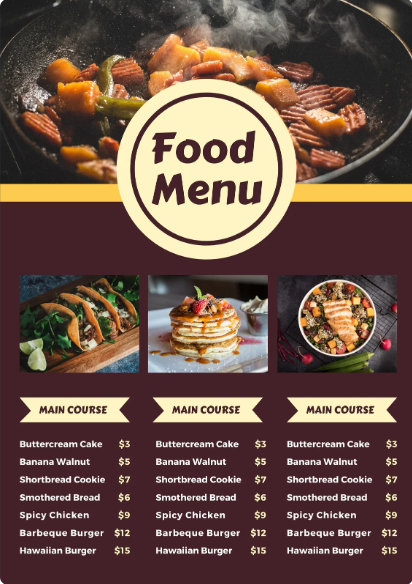 Food
Menu
MAIN COURSE
Buttercream Cake $3
Banana Walnut $5
Shortbread Cookie $7
Smothered Bread $6
Spicy Chicken $9
Barbeque Burger $12
Hawaiian Burger $15
MAIN COURSE
Buttercream Cake $3
Banana Walnut $5
Shortbread Cookie $7
Smothered Bread $6
Spicy Chicken $9
Barbeque Burger $12
Hawaiian Burger $15
MAIN COURSE
Buttercream Cake $3
Banana Walnut $5
Shortbread Cookie $7
Smothered Bread $6
Spicy Chicken $9
Barbeque Burger $12
Hawaiian Burger $15